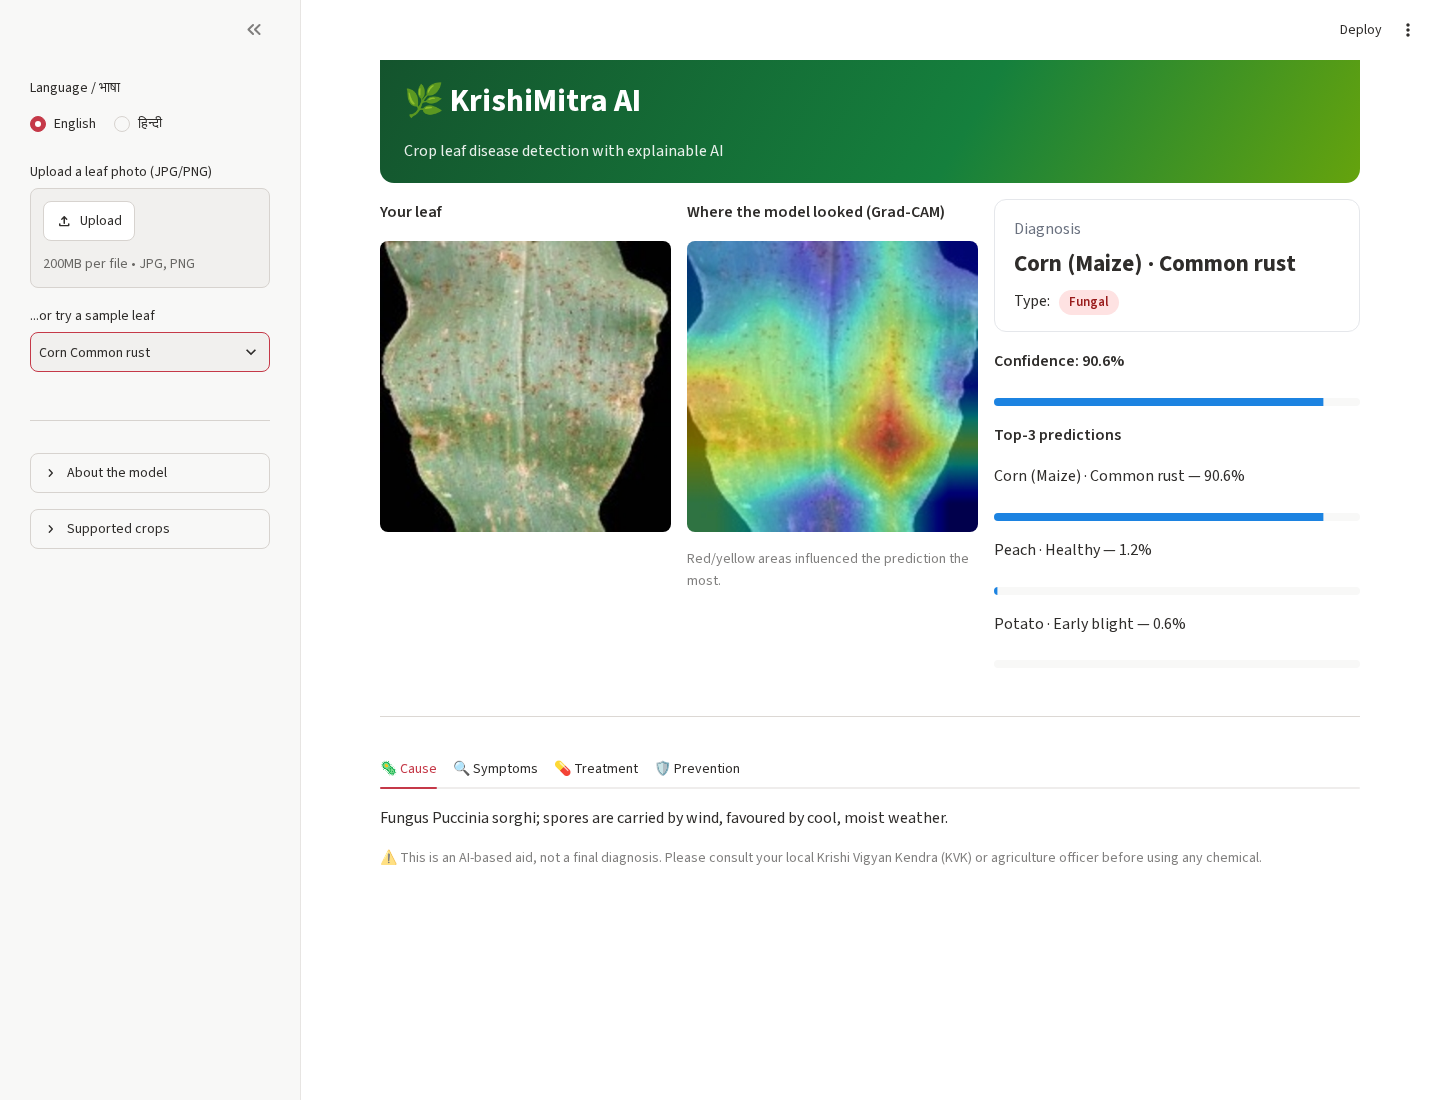 Deploy
Language / भाषा
English
हिन्दी
Upload a leaf photo (JPG/PNG)
Upload
200MB per file • JPG, PNG
...or try a sample leaf
Corn Common rust
About the model
Supported crops
🌿 KrishiMitra AI
Crop leaf disease detection with explainable AI
Your leaf
Where the model looked (Grad-CAM)
Red/yellow areas influenced the prediction the
most.
Diagnosis
Corn (Maize) · Common rust
Type: Fungal
Confidence: 90.6%
Top-3 predictions
Corn (Maize) · Common rust — 90.6%
Peach · Healthy — 1.2%
Potato · Early blight — 0.6%
🦠 Cause
🔍 Symptoms
💊 Treatment
🛡️ Prevention
Fungus Puccinia sorghi; spores are carried by wind, favoured by cool, moist weather.
⚠️ This is an AI-based aid, not a final diagnosis. Please consult your local Krishi Vigyan Kendra (KVK) or agriculture officer before using any chemical.